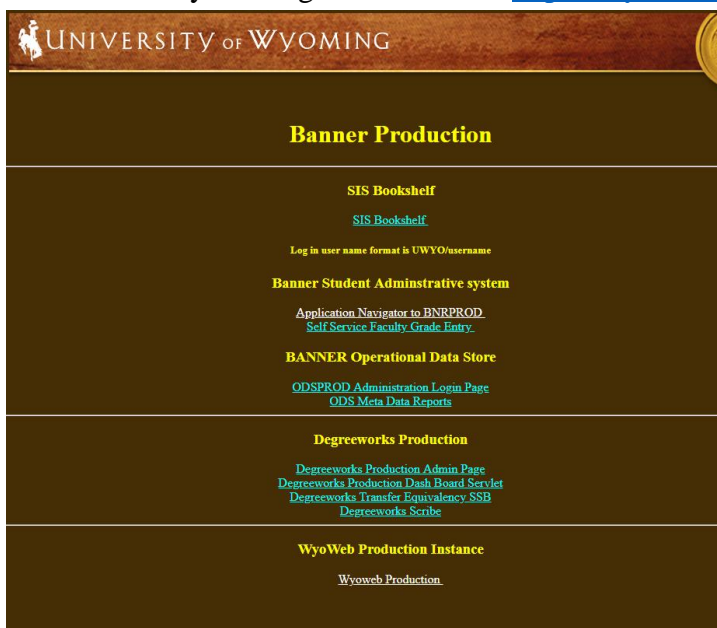 UNIVERSITY OF WYOMING
Banner Production
SIS Bookshelf
SIS Bookshelf
Log in user name format is UWYO/username
Banner Student Adminstrative system
Application Navigator to BNRPROD
Self Service Faculty Grade Entry
BANNER Operational Data Store
ODSPROD Administration Login Page
ODS Meta Data Reports
Degreeworks Production
Degreeworks Production Admin Page
Degreeworks Production Dash Board Servlet
Degreeworks Transfer Equivalency SSB
Degreeworks Scribe
WyoWeb Production Instance
Wyoweb Production